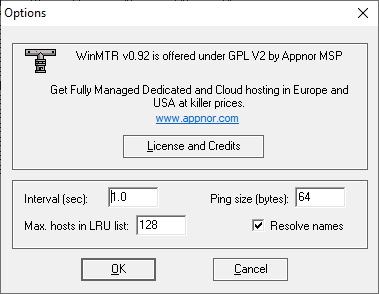 Options
WinMTR v0.92 is offered under GPL V2 by Appnor MSP
Get Fully Managed Dedicated and Cloud hosting in Europe and
USA at killer prices.
www.appnor.com
License and Credits
Interval (sec): 1.0 Ping size (bytes): 64
Max. hosts in LRU list: 128 Resolve names
OK Cancel